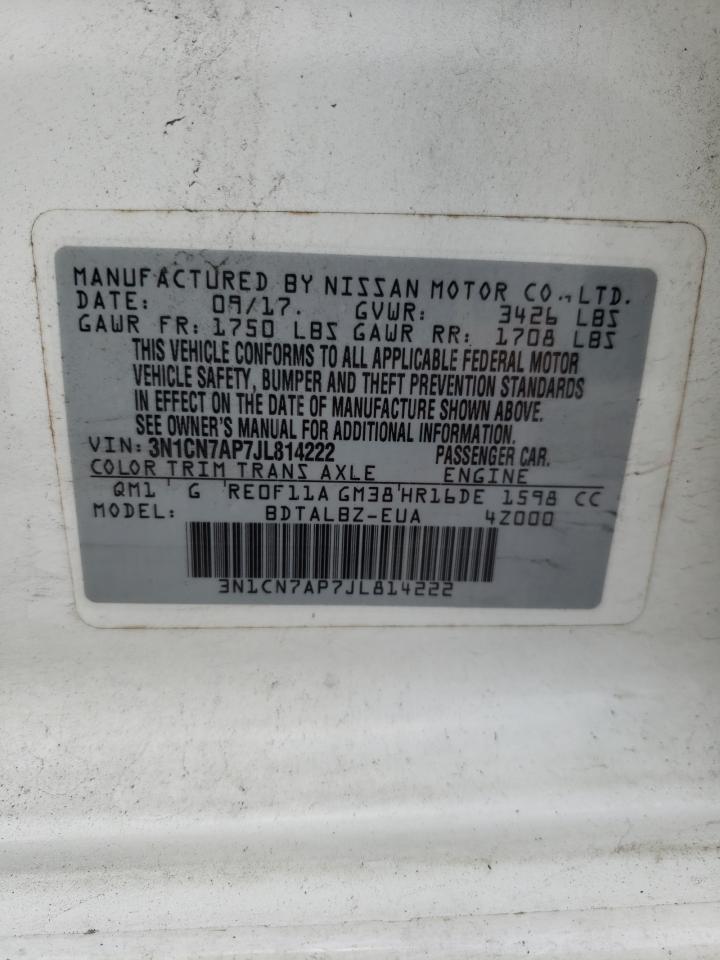 MANUFACTURED BY NISSAN MOTOR CO., LTD.
DATE: 09/17. GVWR: 3426 LBS
GAWR FR: 1750 LBS GAWR RR: 1708 LBS
THIS VEHICLE CONFORMS TO ALL APPLICABLE FEDERAL MOTOR
VEHICLE SAFETY, BUMPER AND THEFT PREVENTION STANDARDS
IN EFFECT ON THE DATE OF MANUFACTURE SHOWN ABOVE.
SEE OWNER'S MANUAL FOR ADDITIONAL INFORMATION.
VIN: 3N1CN7AP7JL814222 PASSENGER CAR.
COLOR TRIM TRANS AXLE ENGINE
QM1 ' G ' RE0F11A GM38 ' HR16DE 1598 CC
MODEL: BDTALBZ-EUA 4Z000
3N1CN7AP7JL814222